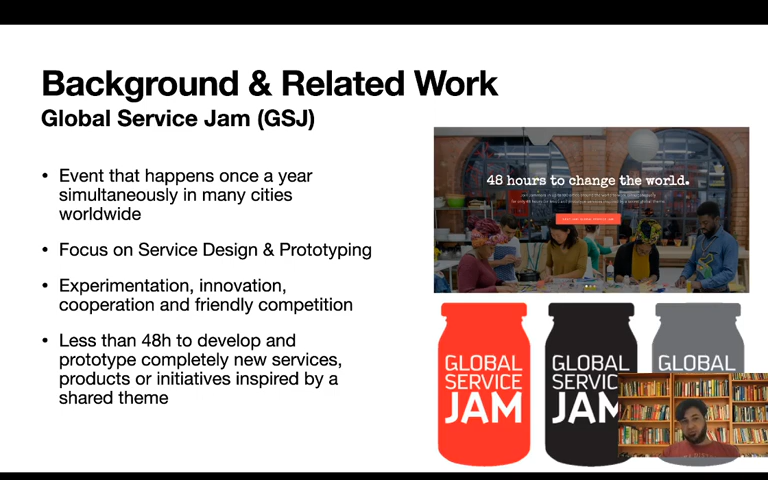 Background & Related Work
Global Service Jam (GSJ)
• Event that happens once a year
simultaneously in many cities
worldwide
• Focus on Service Design & Prototyping
• Experimentation, innovation,
cooperation and friendly competition
• Less than 48h to develop and
prototype completely new services,
products or initiatives inspired by a
shared theme
48 hours to change the world.
GLOBAL
SERVICE
JAM
GLOBAL
SERVIC
JAM
GLOBAL